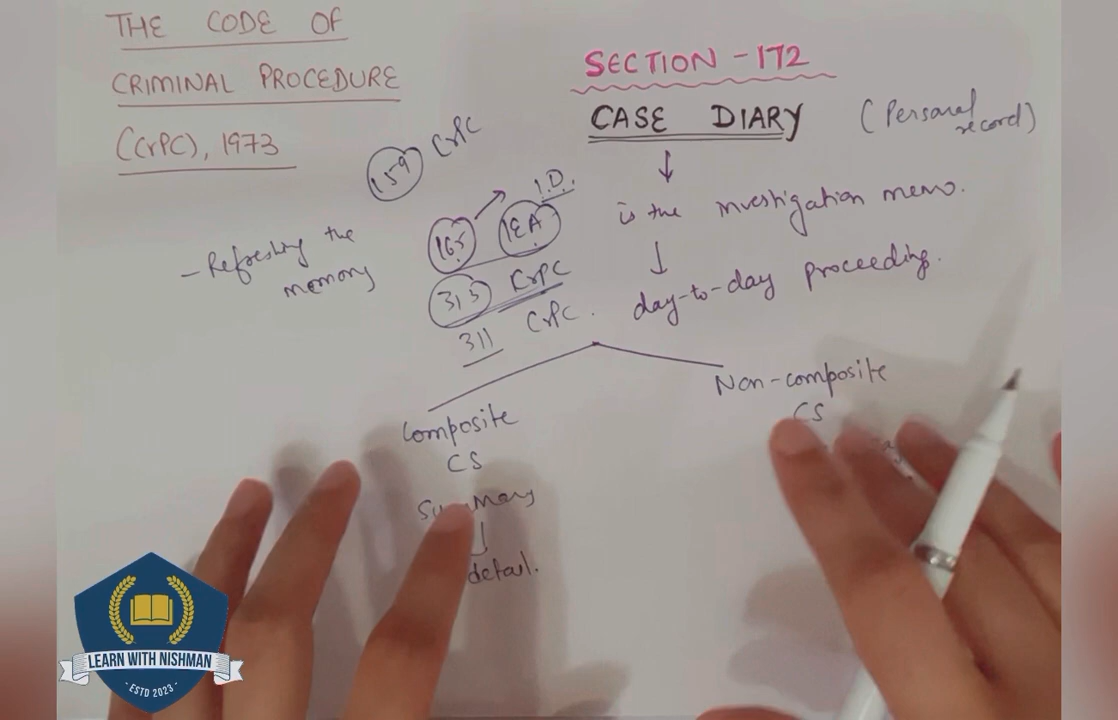 THE CODE OF
CRIMINAL PROCEDURE
(CrPC), 1973
SECTION - 172
CASE DIARY (Personal
record)
159 CrPC
165 IEA I.D.
313 CrPC
311 CrPC.
- Refreshing the
memory
is the investigation memo.
day-to-day proceeding.
Composite
CS
Summary
detail.
Non-composite
CS
LEARN WITH NISHMAN
- ESTD 2023 -